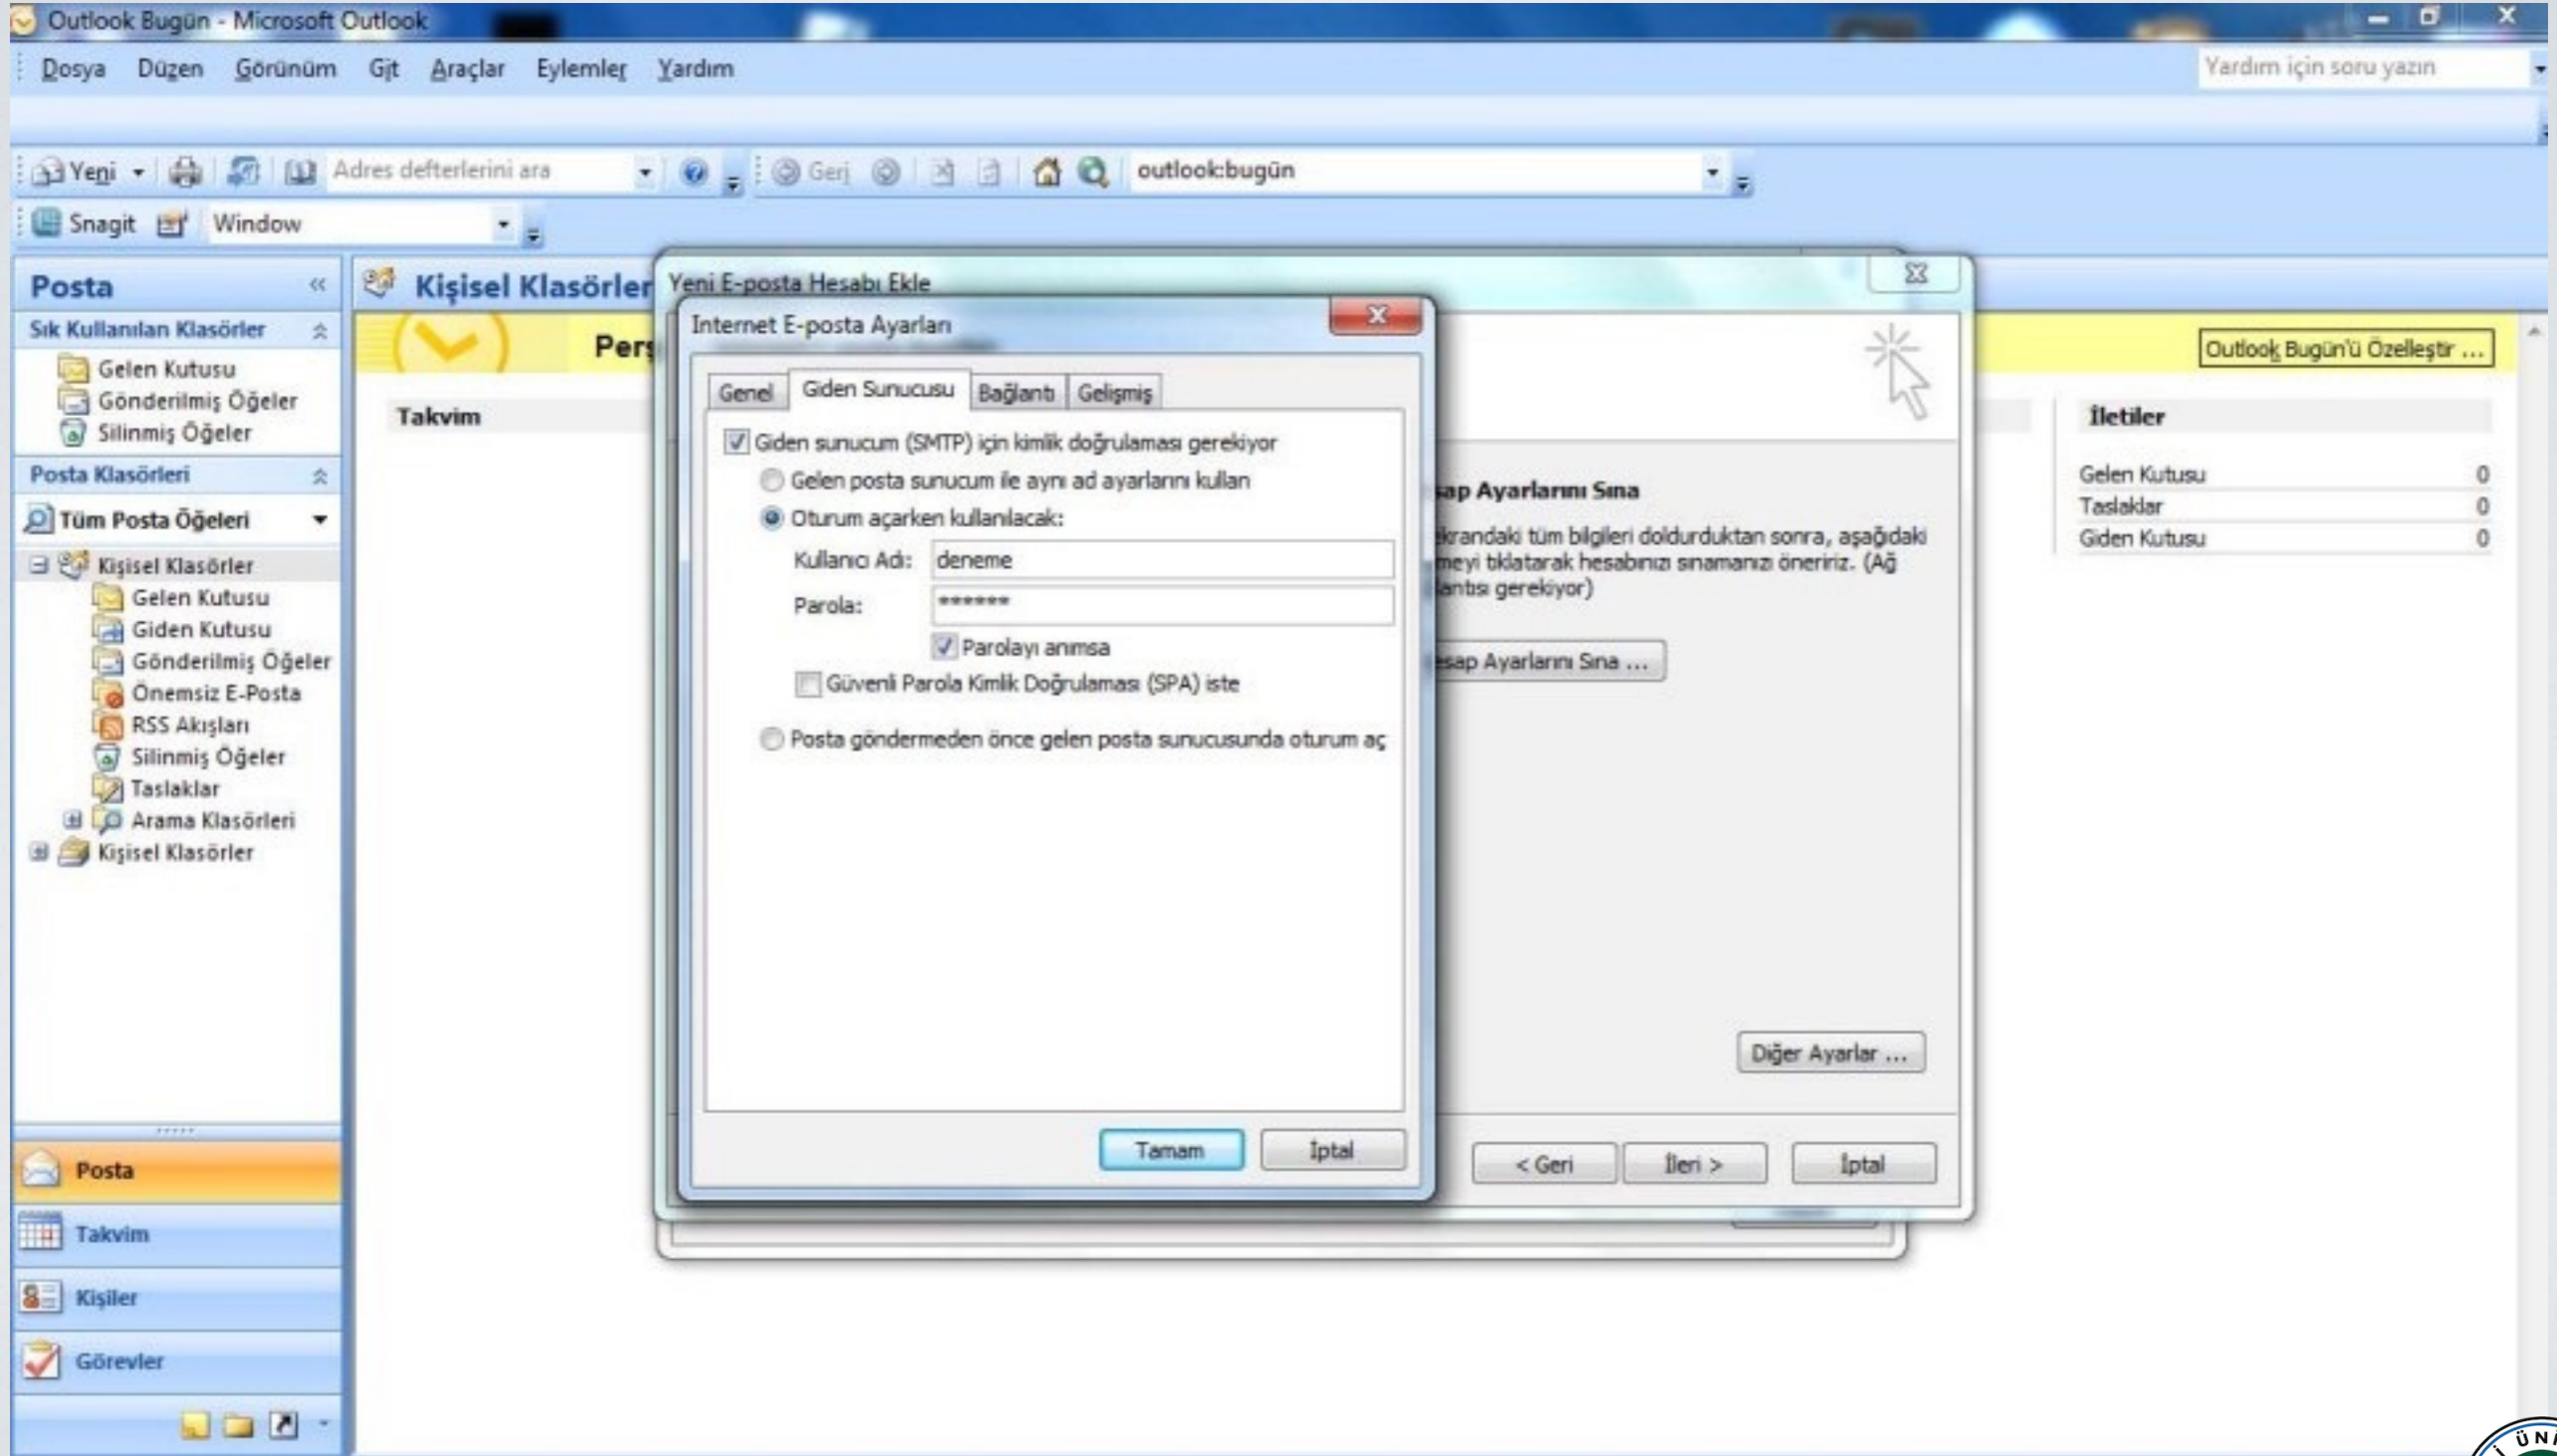 Outlook Bugün - Microsoft Outlook
Dosya Düzen Görünüm Git Araçlar Eylemler Yardım
Yardım için soru yazın
Yeni Adres defterlerini ara Geri outlook:bugün
Snagit Window
Posta
Sık Kullanılan Klasörler
Gelen Kutusu
Gönderilmiş Öğeler
Silinmiş Öğeler
Posta Klasörleri
Tüm Posta Öğeleri
Kişisel Klasörler
Gelen Kutusu
Giden Kutusu
Gönderilmiş Öğeler
Önemsiz E-Posta
RSS Akışları
Silinmiş Öğeler
Taslaklar
Arama Klasörleri
Kişisel Klasörler
Posta
Takvim
Kişiler
Görevler
Kişisel Klasörler
Perş
Takvim
Outlook Bugün'ü Özelleştir ...
İletiler
Gelen Kutusu 0
Taslaklar 0
Giden Kutusu 0
Yeni E-posta Hesabı Ekle
Internet E-posta Ayarları
Genel Giden Sunucusu Bağlantı Gelişmiş
Giden sunucum (SMTP) için kimlik doğrulaması gerekiyor
Gelen posta sunucum ile aynı ad ayarlarını kullan
Oturum açarken kullanılacak:
Kullanıcı Adı: deneme
Parola: ******
Parolayı anımsa
Güvenli Parola Kimlik Doğrulaması (SPA) iste
Posta göndermeden önce gelen posta sunucusunda oturum aç
Tamam İptal
sap Ayarlarını Sına
krandaki tüm bilgileri doldurduktan sonra, aşağıdaki
meyi tıklatarak hesabınızı sınamanızı öneririz. (Ağ
lantısı gerekiyor)
esap Ayarlarını Sına ...
Diğer Ayarlar ...
< Geri İleri > İptal